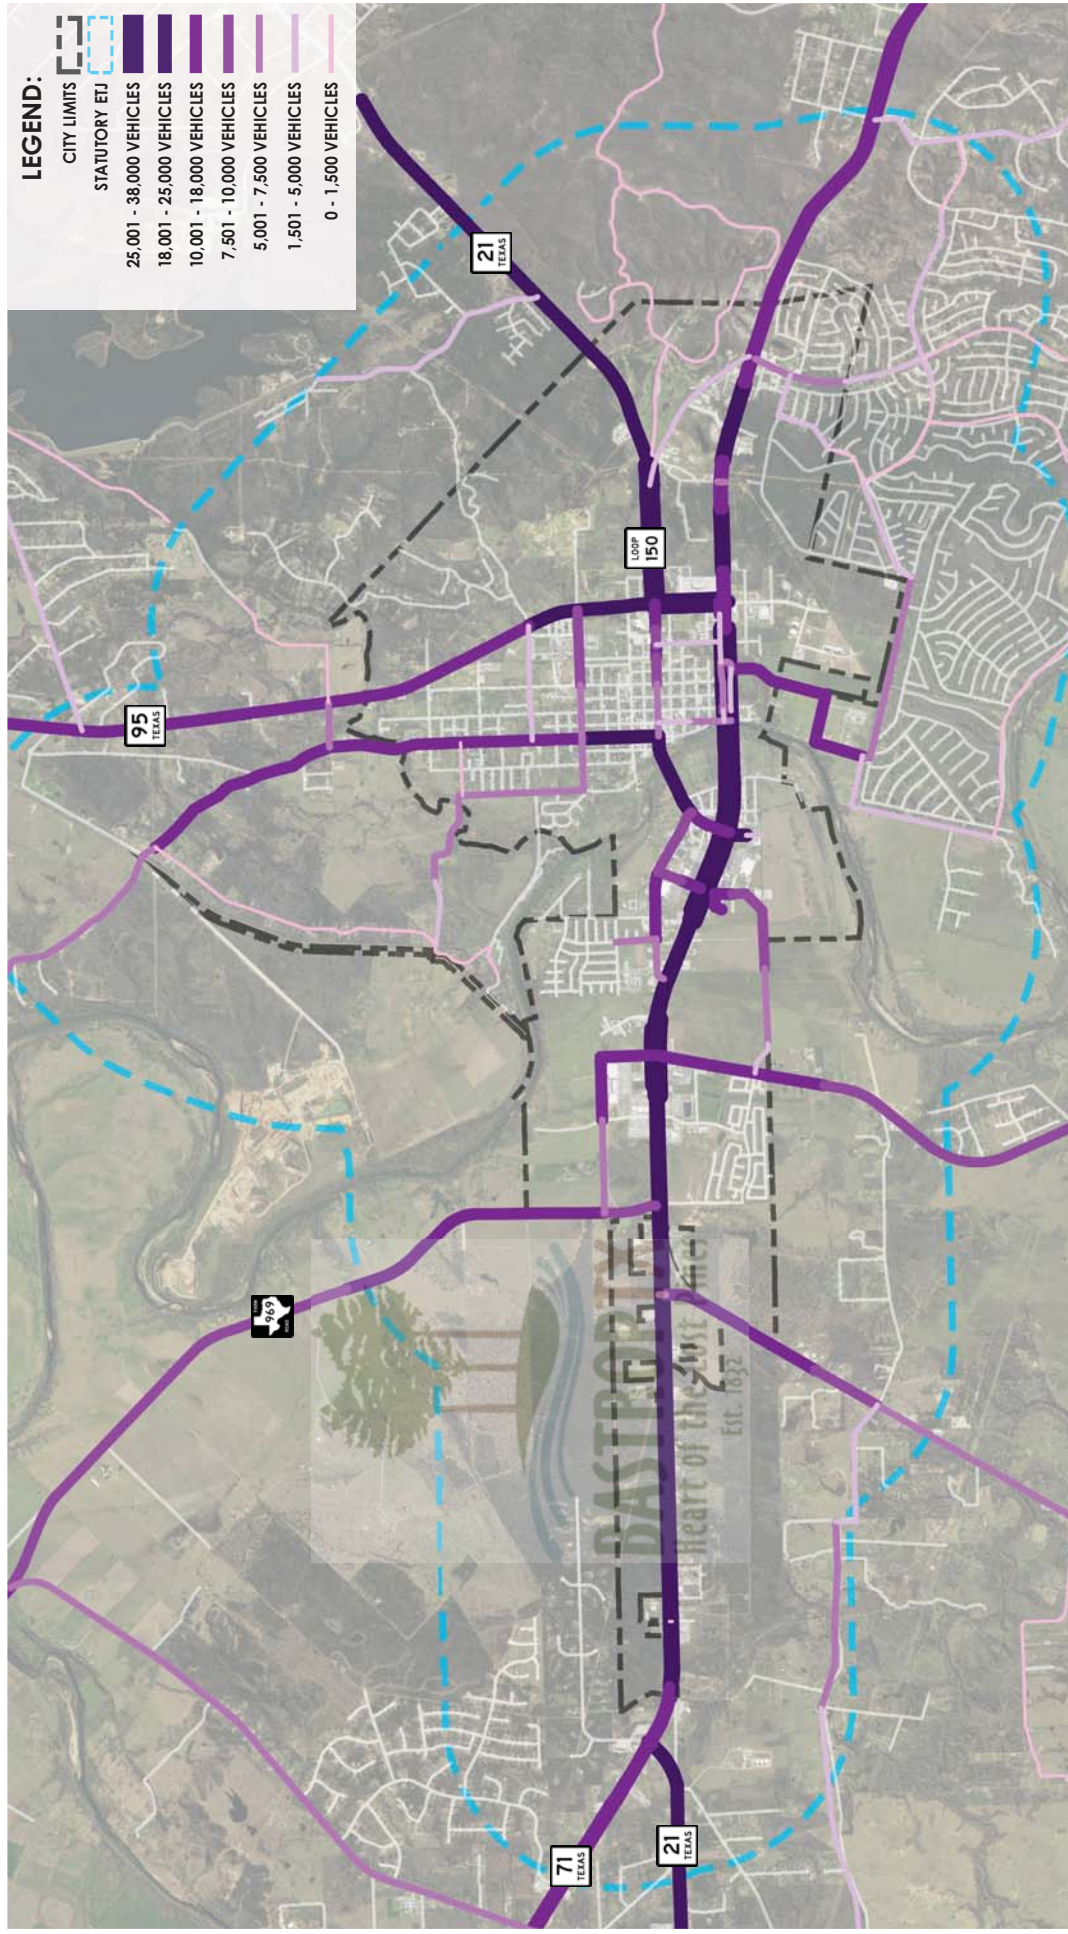 LEGEND:
CITY LIMITS
STATUTORY ETJ
25,001 - 38,000 VEHICLES
18,001 - 25,000 VEHICLES
10,001 - 18,000 VEHICLES
7,501 - 10,000 VEHICLES
5,001 - 7,500 VEHICLES
1,501 - 5,000 VEHICLES
0 - 1,500 VEHICLES
21
TEXAS
LOOP
150
95
TEXAS
FARM
969
ROAD
BASTROP TX
Heart of the Lost Pines
Est. 1832
71
TEXAS
21
TEXAS